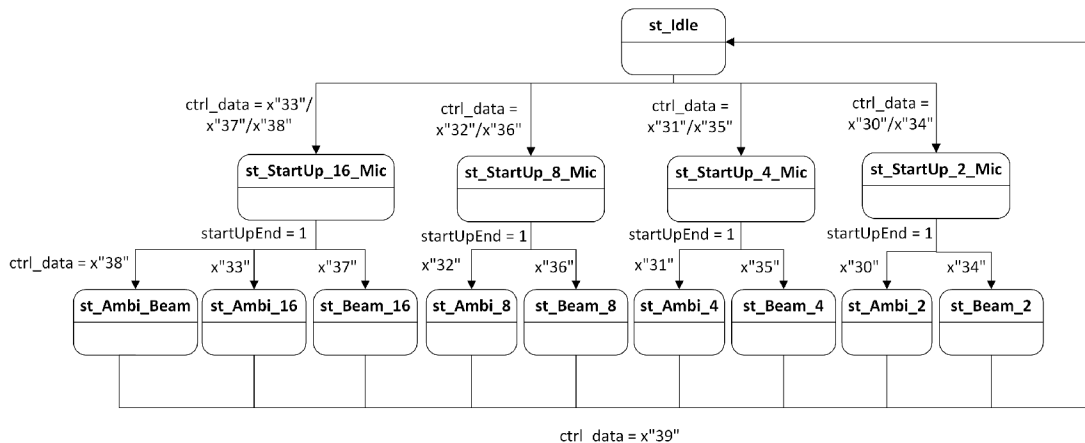 st_Idle
ctrl_data = x"33"/
x"37"/x"38"
ctrl_data =
x"32"/x"36"
ctrl_data =
x"31"/x"35"
ctrl_data =
x"30"/x"34"
st_StartUp_16_Mic
st_StartUp_8_Mic
st_StartUp_4_Mic
st_StartUp_2_Mic
startUpEnd = 1
startUpEnd = 1
startUpEnd = 1
startUpEnd = 1
ctrl_data = x"38"
x"33"
x"37"
x"32"
x"36"
x"31"
x"35"
x"30"
x"34"
st_Ambi_Beam
st_Ambi_16
st_Beam_16
st_Ambi_8
st_Beam_8
st_Ambi_4
st_Beam_4
st_Ambi_2
st_Beam_2
ctrl_data = x"39"